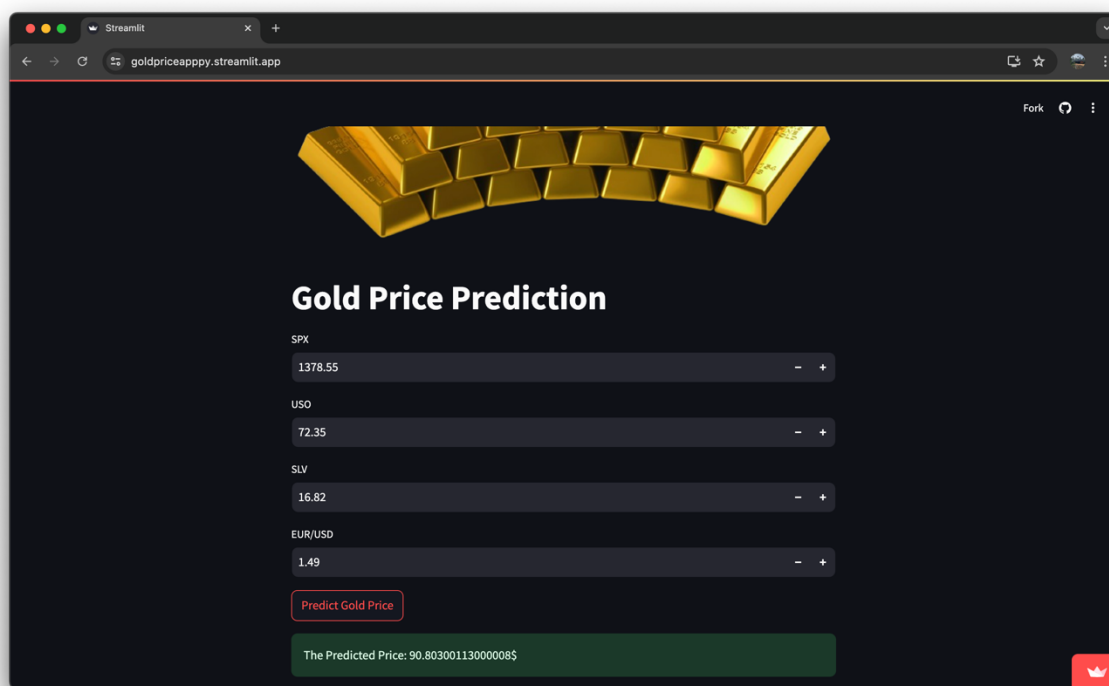 Streamlit
goldpriceapppy.streamlit.app
Fork
Gold Price Prediction
SPX
1378.55
USO
72.35
SLV
16.82
EUR/USD
1.49
Predict Gold Price
The Predicted Price: 90.80300113000008$